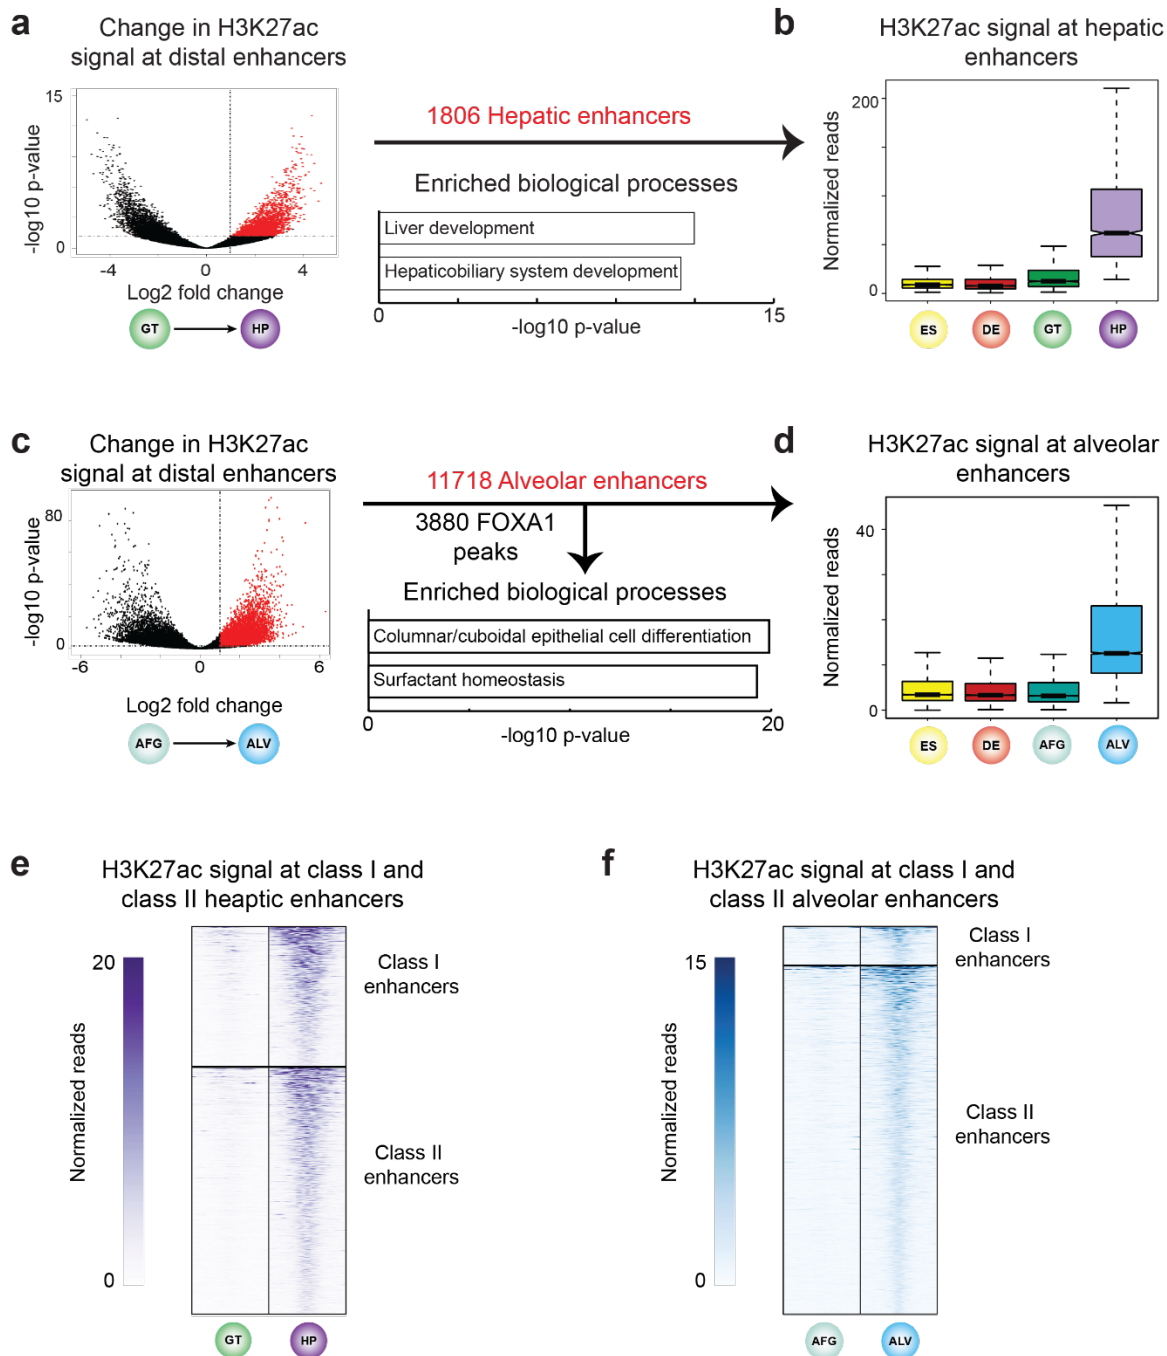 a
Change in H3K27ac
signal at distal enhancers
15
0
-log10 p-value
-4
0
4
Log2 fold change
GT
HP
1806 Hepatic enhancers
Enriched biological processes
Liver development
Hepaticobiliary system development
0
15
-log10 p-value
b
H3K27ac signal at hepatic
enhancers
Normalized reads
200
100
0
ES
DE
GT
HP
c
Change in H3K27ac
signal at distal enhancers
80
0
-log10 p-value
-6
0
6
Log2 fold change
AFG
ALV
11718 Alveolar enhancers
3880 FOXA1
peaks
Enriched biological processes
Columnar/cuboidal epithelial cell differentiation
Surfactant homeostasis
0
20
-log10 p-value
d
H3K27ac signal at alveolar
enhancers
Normalized reads
40
20
0
ES
DE
AFG
ALV
e
H3K27ac signal at class I and
class II heaptic enhancers
20
0
Normalized reads
Class I
enhancers
Class II
enhancers
GT
HP
f
H3K27ac signal at class I and
class II alveolar enhancers
15
0
Normalized reads
Class I
enhancers
Class II
enhancers
AFG
ALV